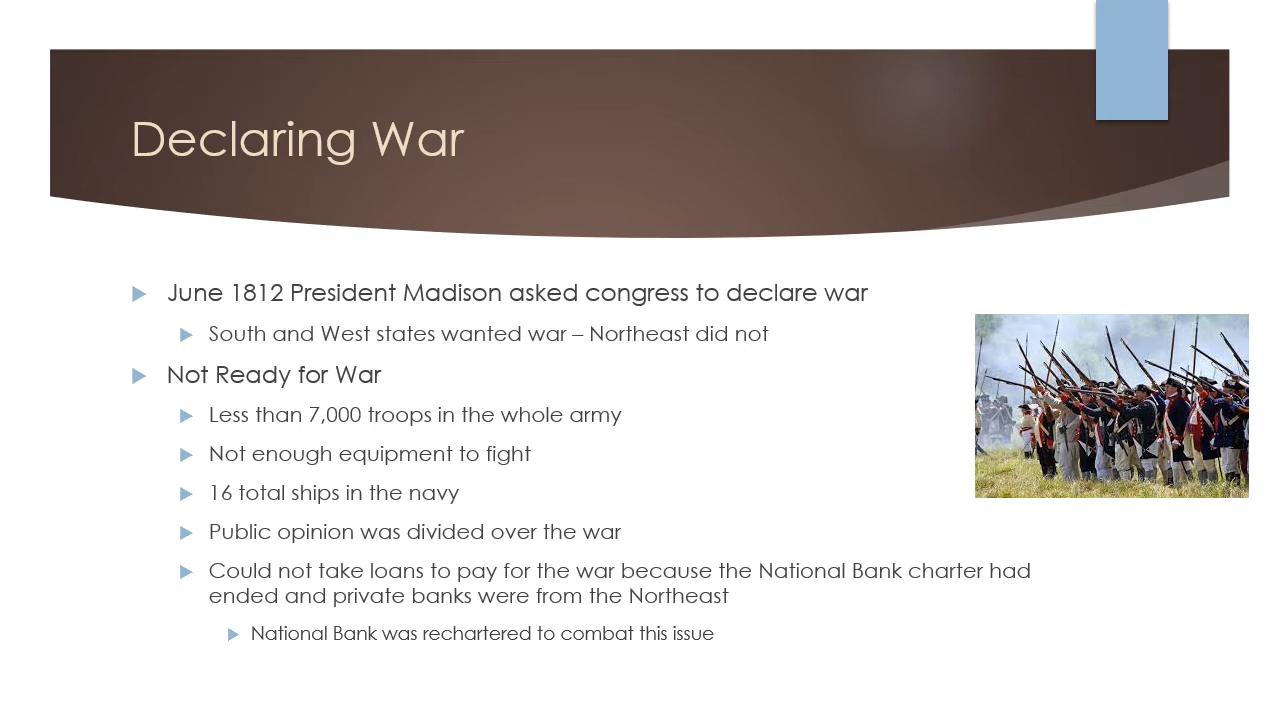 Declaring War
June 1812 President Madison asked congress to declare war
South and West states wanted war – Northeast did not
Not Ready for War
Less than 7,000 troops in the whole army
Not enough equipment to fight
16 total ships in the navy
Public opinion was divided over the war
Could not take loans to pay for the war because the National Bank charter had
ended and private banks were from the Northeast
National Bank was rechartered to combat this issue